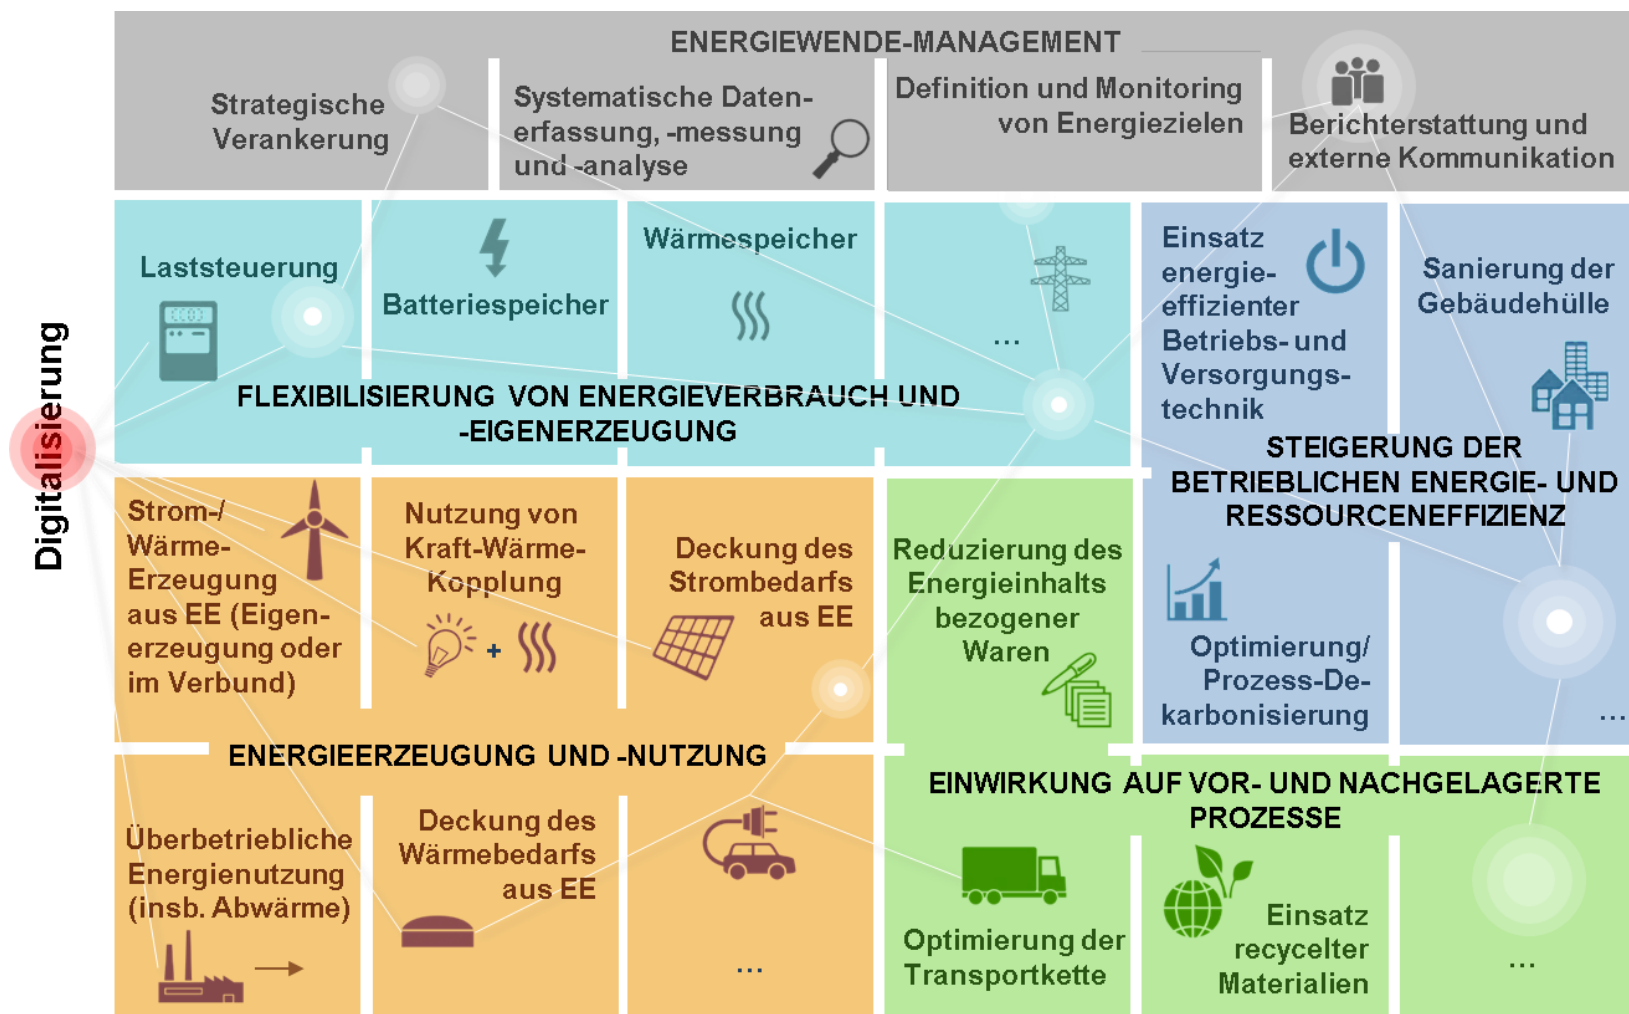 ENERGIEWENDE-MANAGEMENT
Strategische
Verankerung
Systematische Daten-
erfassung, -messung
und -analyse
Definition und Monitoring
von Energiezielen
Berichterstattung und
externe Kommunikation
Digitalisierung
Laststeuerung
Batteriespeicher
Wärmespeicher
...
FLEXIBILISIERUNG VON ENERGIEVERBRAUCH UND
-EIGENERZEUGUNG
Einsatz
energie-
effizienter
Betriebs- und
Versorgungs-
technik
Sanierung der
Gebäudehülle
STEIGERUNG DER
BETRIEBLICHEN ENERGIE- UND
RESSOURCENEFFIZIENZ
Optimierung/
Prozess-De-
karbonisierung
...
Strom-/
Wärme-
Erzeugung
aus EE (Eigen-
erzeugung oder
im Verbund)
Nutzung von
Kraft-Wärme-
Kopplung
+
Deckung des
Strombedarfs
aus EE
ENERGIEERZEUGUNG UND -NUTZUNG
Überbetriebliche
Energienutzung
(insb. Abwärme)
Deckung des
Wärmebedarfs
aus EE
...
Reduzierung des
Energieinhalts
bezogener
Waren
EINWIRKUNG AUF VOR- UND NACHGELAGERTE
PROZESSE
Optimierung der
Transportkette
Einsatz
recycelter
Materialien
...